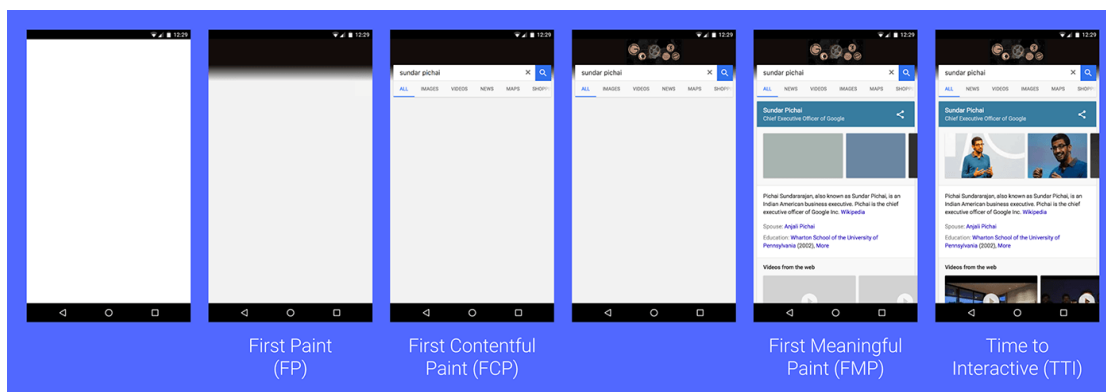 12:29
12:29
First Paint
(FP)
12:29
sundar pichai
ALL IMAGES VIDEOS NEWS MAPS SHOPP
First Contentful
Paint (FCP)
12:29
sundar pichai
ALL IMAGES VIDEOS NEWS MAPS SHOPP
12:29
sundar pichai
ALL NEWS VIDEOS IMAGES MAPS SHOP
Sundar Pichai
Chief Executive Officer of Google
Pichai Sundararajan, also known as Sundar Pichai, is an
Indian American business executive. Pichai is the chief
executive officer of Google Inc. Wikipedia
Spouse: Anjali Pichai
Education: Wharton School of the University of
Pennsylvania (2002), More
Videos from the web
First Meaningful
Paint (FMP)
12:29
sundar pichai
ALL NEWS VIDEOS IMAGES MAPS SHOP
Sundar Pichai
Chief Executive Officer of Google
Pichai Sundararajan, also known as Sundar Pichai, is an
Indian American business executive. Pichai is the chief
executive officer of Google Inc. Wikipedia
Spouse: Anjali Pichai
Education: Wharton School of the University of
Pennsylvania (2002), More
Videos from the web
Time to
Interactive (TTI)